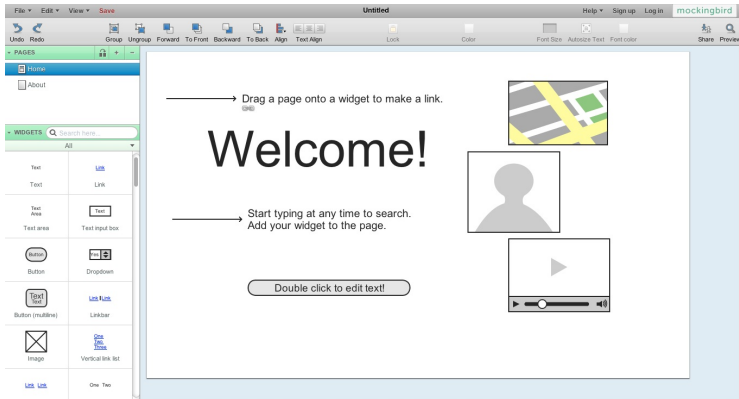 File ▾ Edit ▾ View ▾ Save Untitled Help ▾ Sign up Log in mockingbird
Undo Redo Group Ungroup Forward To Front Backward To Back Align Text Align Lock Color Font Size Autosize Text Font color Share Preview
PAGES + −
Home
About
Drag a page onto a widget to make a link.
Welcome!
WIDGETS Search here...
All
Text Link
Text Link
Text Area Text
Text area Text input box
Start typing at any time to search.
Add your widget to the page.
Button Yes
Button Dropdown
Double click to edit text!
Text Text Link | Link
Button (multiline) Linkbar
One
Two
Three
Image Vertical link list
Link Link One Two